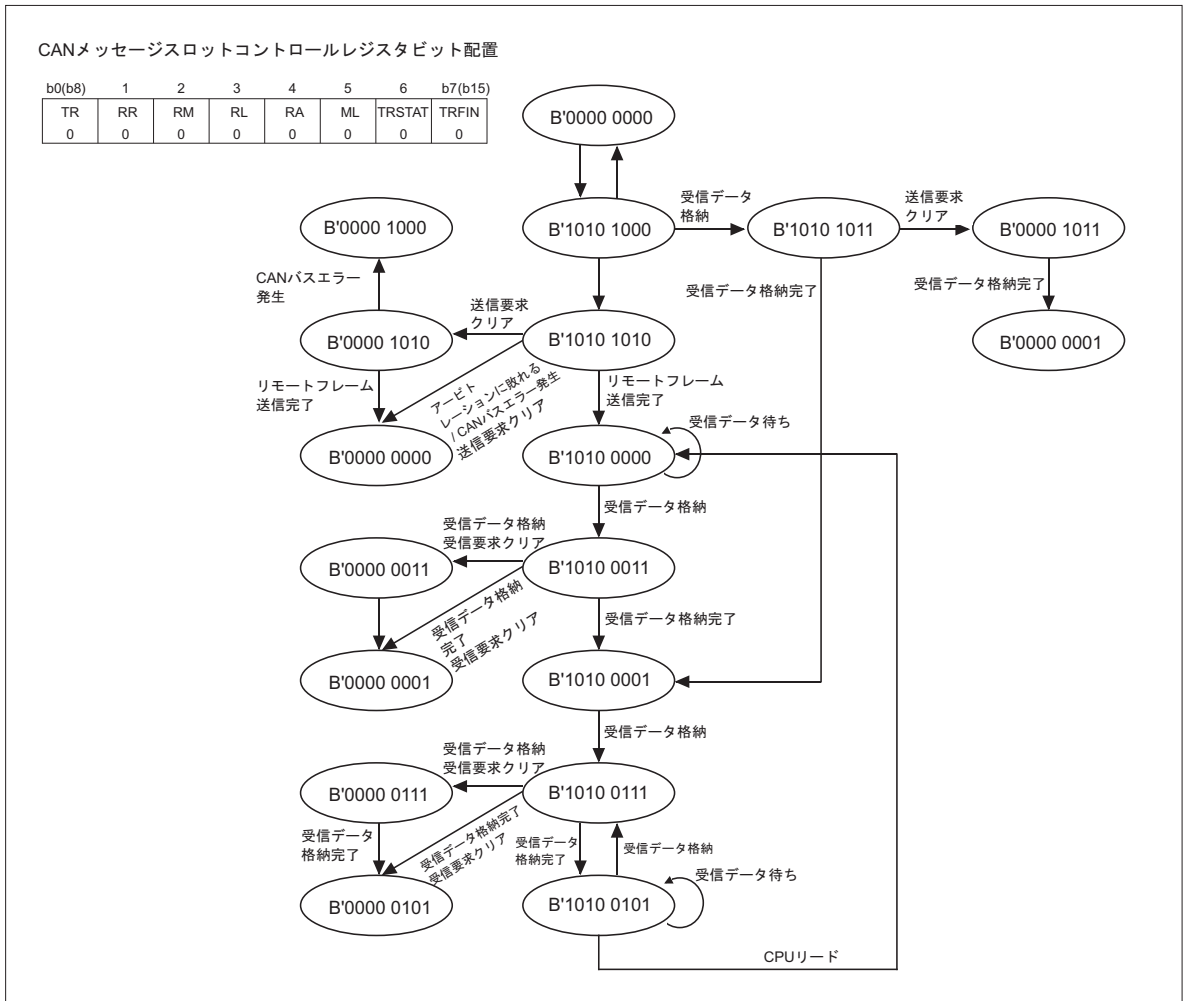 CANメッセージスロットコントロールレジスタビット配置
b0(b8) 1 2 3 4 5 6 b7(b15)
TR RR RM RL RA ML TRSTAT TRFIN
0 0 0 0 0 0 0 0
B'0000 0000
B'0000 1000
B'1010 1000
受信データ
格納
B'1010 1011
送信要求
クリア
B'0000 1011
CANバスエラー
発生
受信データ格納完了
受信データ格納完了
B'0000 1010
送信要求
クリア
B'1010 1010
B'0000 0001
リモートフレーム
送信完了
アービト
レーションに敗れる
/ CANバスエラー発生
送信要求クリア
リモートフレーム
送信完了
受信データ待ち
B'0000 0000
B'1010 0000
受信データ格納
受信データ格納
受信要求クリア
B'0000 0011
B'1010 0011
受信データ格納
完了
受信要求クリア
受信データ格納完了
B'0000 0001
B'1010 0001
受信データ格納
受信データ格納
受信要求クリア
B'0000 0111
B'1010 0111
受信データ
格納完了
受信データ格納完了
受信要求クリア
受信データ
格納完了
受信データ格納
受信データ待ち
B'0000 0101
B'1010 0101
CPUリード